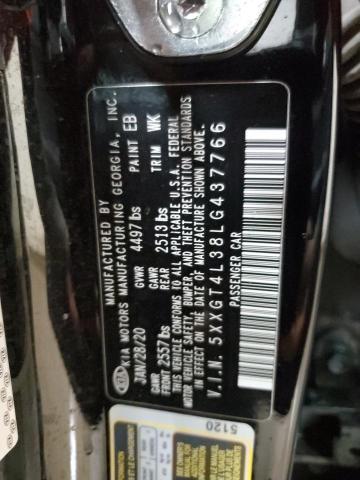 MANUFACTURED BY
KIA KIA MOTORS MANUFACTURING GEORGIA, INC.
JAN/28/20 GVWR 4497 lbs PAINT EB
GAWR FRONT 2557 lbs GAWR REAR 2513 lbs TRIM WK
THIS VEHICLE CONFORMS TO ALL APPLICABLE U.S.A. FEDERAL
MOTOR VEHICLE SAFETY, BUMPER, AND THEFT PREVENTION STANDARDS
IN EFFECT ON THE DATE OF MANUFACTURE SHOWN ABOVE.
V.I.N. 5XXGT4L38LG437766
PASSENGER CAR
5120